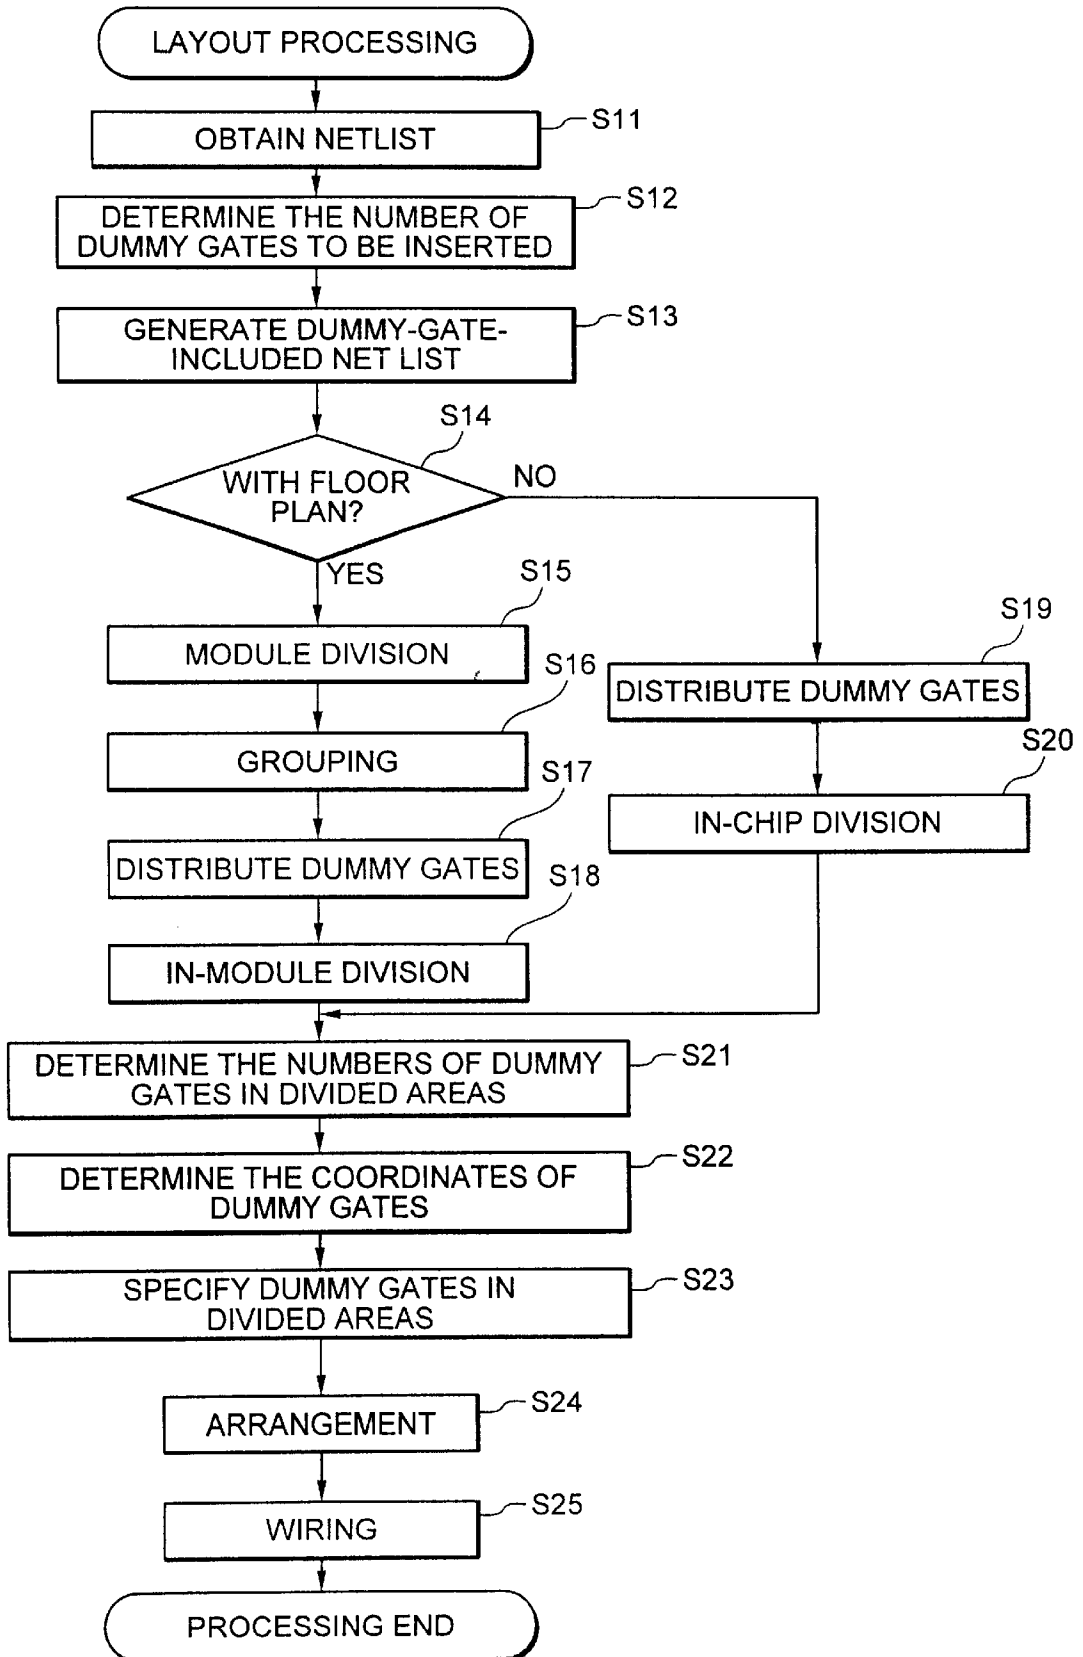 LAYOUT PROCESSING
OBTAIN NETLIST
S11
DETERMINE THE NUMBER OF
DUMMY GATES TO BE INSERTED
S12
GENERATE DUMMY-GATE-
INCLUDED NET LIST
S13
S14
WITH FLOOR
PLAN?
NO
YES
S15
MODULE DIVISION
S16
GROUPING
S17
DISTRIBUTE DUMMY GATES
S18
IN-MODULE DIVISION
S19
DISTRIBUTE DUMMY GATES
S20
IN-CHIP DIVISION
DETERMINE THE NUMBERS OF DUMMY
GATES IN DIVIDED AREAS
S21
DETERMINE THE COORDINATES OF
DUMMY GATES
S22
SPECIFY DUMMY GATES IN
DIVIDED AREAS
S23
ARRANGEMENT
S24
WIRING
S25
PROCESSING END